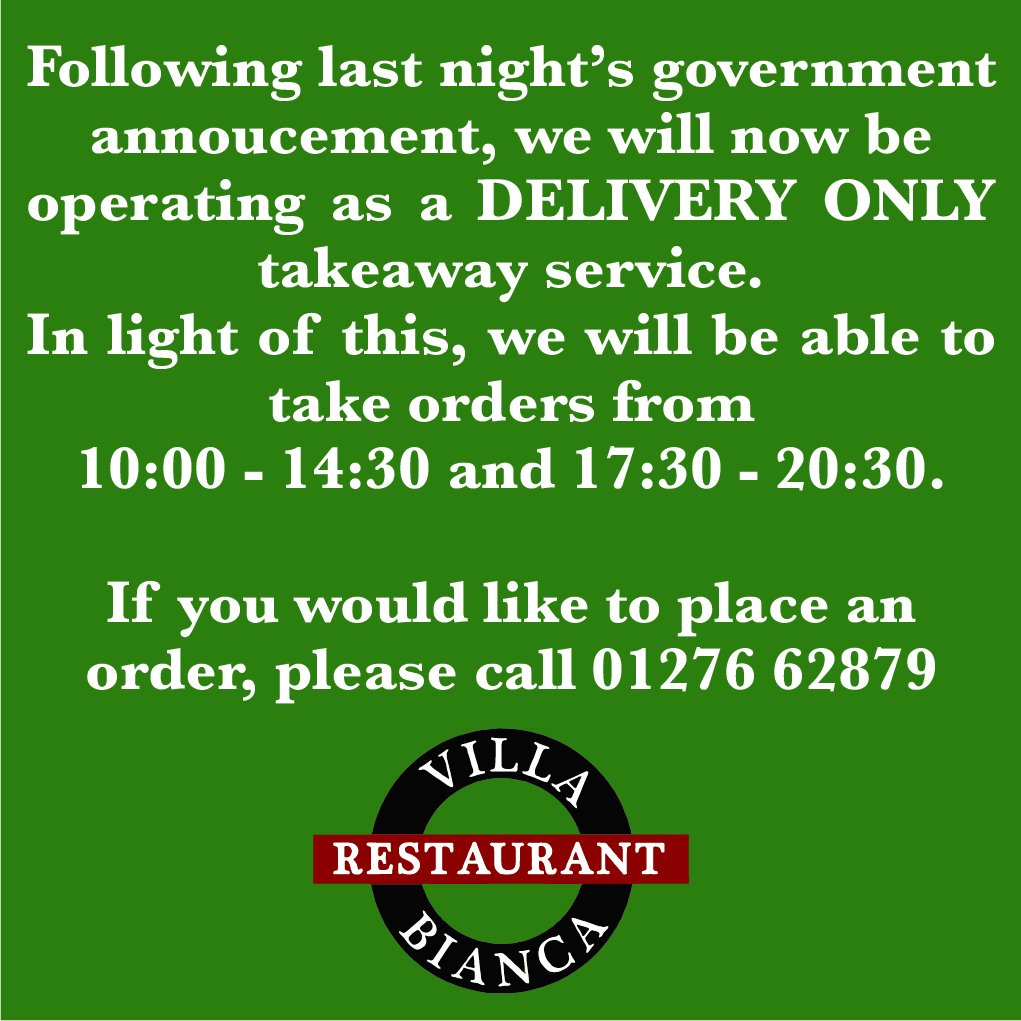 Following last night’s government
annoucement, we will now be
operating as a DELIVERY ONLY
takeaway service.
In light of this, we will be able to
take orders from
10:00 - 14:30 and 17:30 - 20:30.
If you would like to place an
order, please call 01276 62879
VILLA
RESTAURANT
BIANCA